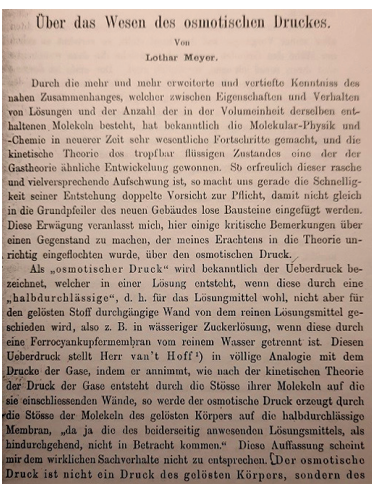 Über das Wesen des osmotischen Druckes.
Von
Lothar Meyer.
Durch die mehr und mehr erweiterte und vertiefte Kenntniss des
nahen Zusammenhanges, welcher zwischen Eigenschaften und Verhalten
von Lösungen und der Anzahl der in der Volumeinheit derselben ent-
haltenen Molekeln besteht, hat bekanntlich die Molekular-Physik und
-Chemie in neuerer Zeit sehr wesentliche Fortschritte gemacht, und die
kinetische Theorie des tropfbar flüssigen Zustandes eine der der
Gastheorie ähnliche Entwickelung gewonnen. So erfreulich dieser rasche
und vielversprechende Aufschwung ist, so macht uns gerade die Schnellig-
keit seiner Entstehung doppelte Vorsicht zur Pflicht, damit nicht gleich
in die Grundpfeiler des neuen Gebäudes lose Bausteine eingefügt werden.
Diese Erwägung veranlasst mich, hier einige kritische Bemerkungen über
einen Gegenstand zu machen, der meines Erachtens in die Theorie un-
richtig eingeflochten wurde, über den osmotischen Druck.
Als „osmotischer Druck" wird bekanntlich der Ueberdruck be-
zeichnet, welcher in einer Lösung entsteht, wenn diese durch eine
„halbdurchlässige", d. h. für das Lösungsmittel wohl, nicht aber für
den gelösten Stoff durchgängige Wand von dem reinen Lösungsmittel ge-
schieden wird, also z. B. in wässeriger Zuckerlösung, wenn diese durch
eine Ferrocyankupfermembran vom reinem Wasser getrennt ist. Diesen
Ueberdruck stellt Herr van't Hoff¹) in völlige Analogie mit dem
Drucke der Gase, indem er annimmt, wie nach der kinetischen Theorie
der Druck der Gase entsteht durch die Stösse ihrer Molekeln auf die
sie einschliessenden Wände, so werde der osmotische Druck erzeugt durch
die Stösse der Molekeln des gelösten Körpers auf die halbdurchlässige
Membran, „da ja die des beiderseitig anwesenden Lösungsmittels, als
hindurchgehend, nicht in Betracht kommen." Diese Auffassung scheint
mir dem wirklichen Sachverhalte nicht zu entsprechen. Der osmotische
Druck ist nicht ein Druck des gelösten Körpers, sondern des